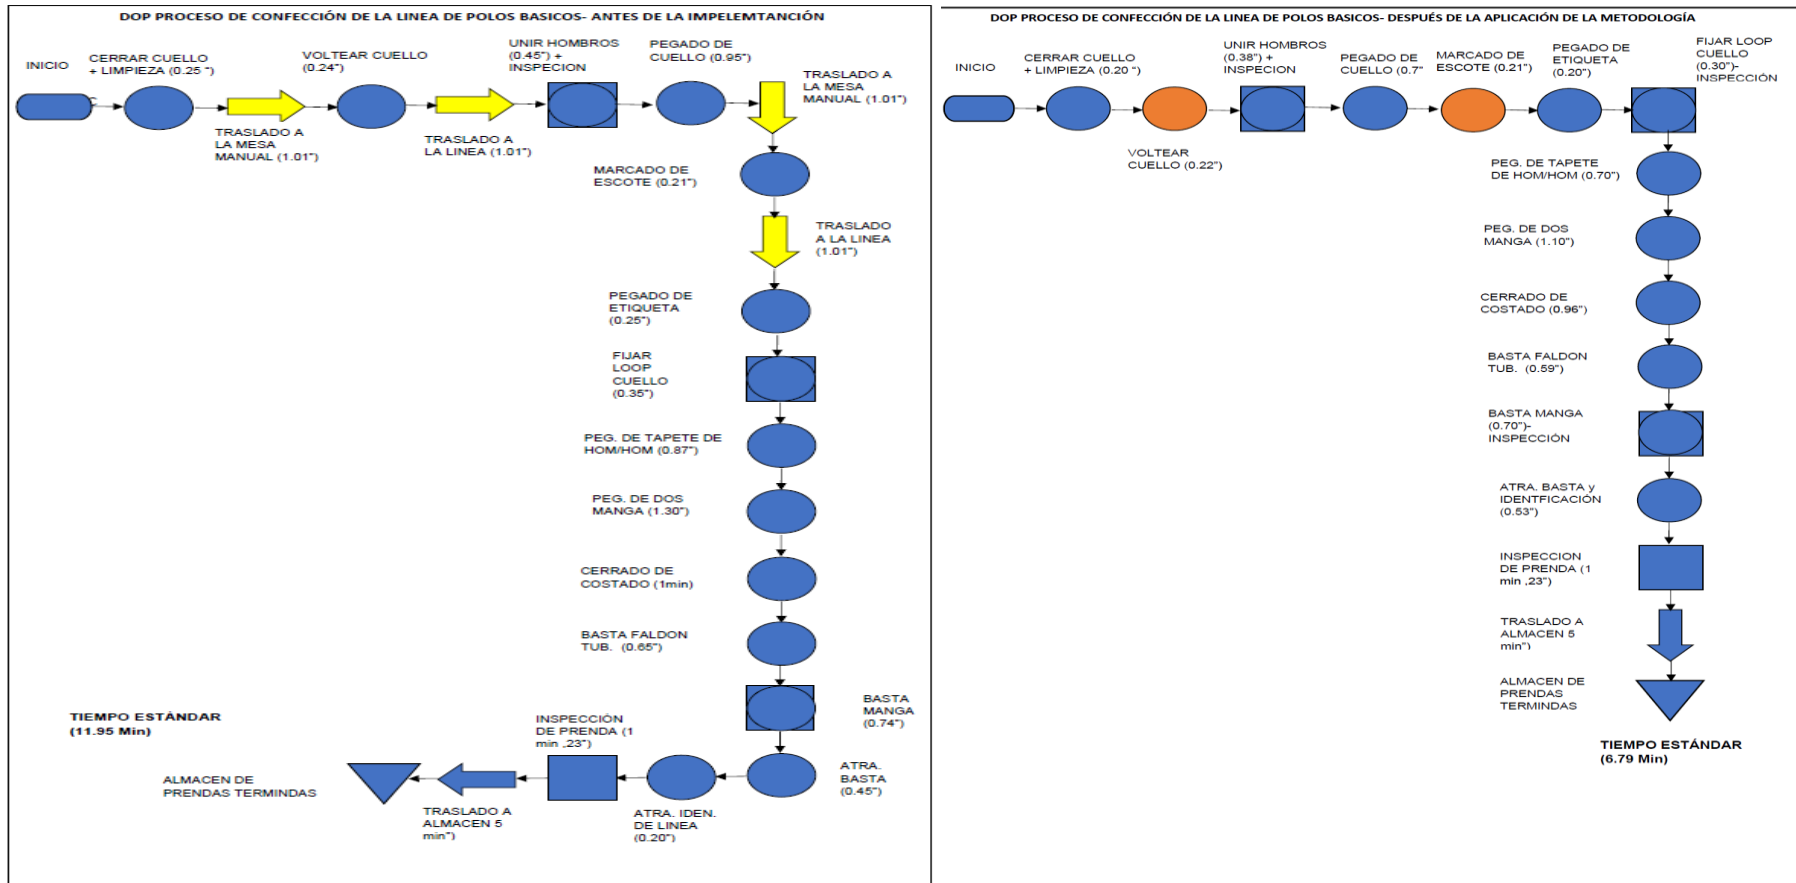 DOP PROCESO DE CONFECCIÓN DE LA LINEA DE POLOS BASICOS- ANTES DE LA IMPELEMTANCIÓN
INICIO
CERRAR CUELLO
+ LIMPIEZA (0.25 ")
TRASLADO A
LA MESA
MANUAL (1.01")
VOLTEAR CUELLO
(0.24")
TRASLADO A
LA LINEA (1.01")
UNIR HOMBROS
(0.45") +
INSPECION
PEGADO DE
CUELLO (0.95")
TRASLADO A
LA MESA
MANUAL (1.01")
MARCADO DE
ESCOTE (0.21")
TRASLADO
A LA LINEA
(1.01")
PEGADO DE
ETIQUETA
(0.25")
FIJAR
LOOP
CUELLO
(0.35")
PEG. DE TAPETE DE
HOM/HOM (0.87")
PEG. DE DOS
MANGA (1.30")
CERRADO DE
COSTADO (1min)
BASTA FALDON
TUB.  (0.65")
BASTA
MANGA
(0.74")
ATRA.
BASTA
(0.45")
ATRA. IDEN.
DE LINEA
(0.20")
INSPECCIÓN
DE PRENDA (1
min ,23")
TRASLADO A
ALMACEN 5
min")
ALMACEN DE
PRENDAS TERMINDAS
TIEMPO ESTÁNDAR
(11.95 Min)
DOP PROCESO DE CONFECCIÓN DE LA LINEA DE POLOS BASICOS- DESPUÉS DE LA APLICACIÓN DE LA METODOLOGÍA
INICIO
CERRAR CUELLO
+ LIMPIEZA (0.20 ")
VOLTEAR
CUELLO (0.22")
UNIR HOMBROS
(0.38") +
INSPECION
PEGADO DE
CUELLO (0.7"
MARCADO DE
ESCOTE (0.21")
PEGADO DE
ETIQUETA
(0.20")
FIJAR LOOP
CUELLO
(0.30")-
INSPECCIÓN
PEG. DE TAPETE
DE HOM/HOM (0.70")
PEG. DE DOS
MANGA (1.10")
CERRADO DE
COSTADO (0.96")
BASTA FALDON
TUB.  (0.59")
BASTA MANGA
(0.70")-
INSPECCIÓN
ATRA. BASTA y
IDENTFICACIÓN
(0.53")
INSPECCION
DE PRENDA (1
min ,23")
TRASLADO A
ALMACEN 5
min")
ALMACEN DE
PRENDAS
TERMINDAS
TIEMPO ESTÁNDAR
(6.79 Min)